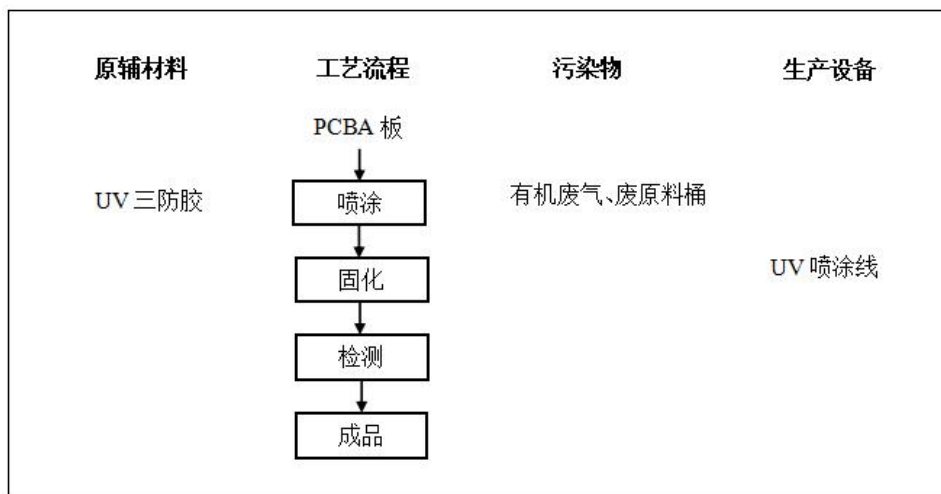 原辅材料 工艺流程 污染物 生产设备
PCBA 板
UV 三防胶 喷涂 有机废气、废原料桶
固化 UV 喷涂线
检测
成品